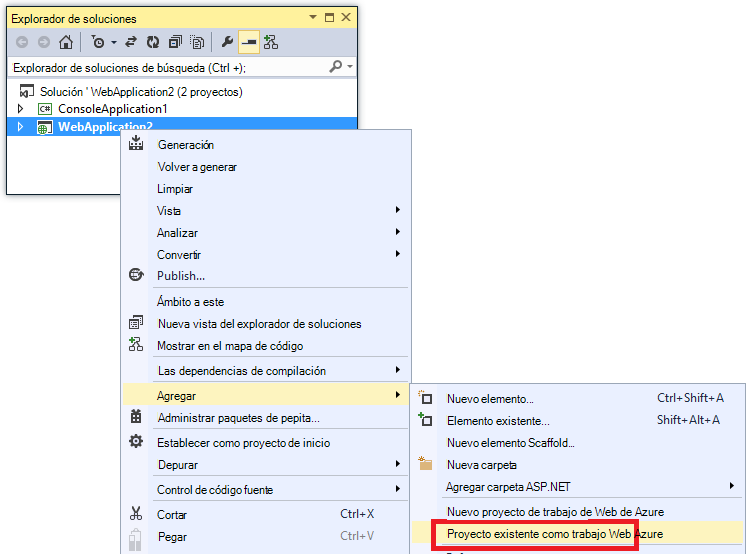 Explorador de soluciones
Explorador de soluciones de búsqueda (Ctrl +);
Solución ' WebApplication2 (2 proyectos)
C# ConsoleApplication1
WebApplication2
Generación
Volver a generar
Limpiar
Vista
Analizar
Convertir
Publish...
Ámbito a este
Nueva vista del explorador de soluciones
Mostrar en el mapa de código
Las dependencias de compilación
Agregar
Administrar paquetes de pepita...
Establecer como proyecto de inicio
Depurar
Control de código fuente
Cortar Ctrl+X
Pegar Ctrl+V
Nuevo elemento... Ctrl+Shift+A
Elemento existente... Shift+Alt+A
Nuevo elemento Scaffold...
Nueva carpeta
Agregar carpeta ASP.NET
Nuevo proyecto de trabajo de Web de Azure
Proyecto existente como trabajo Web Azure